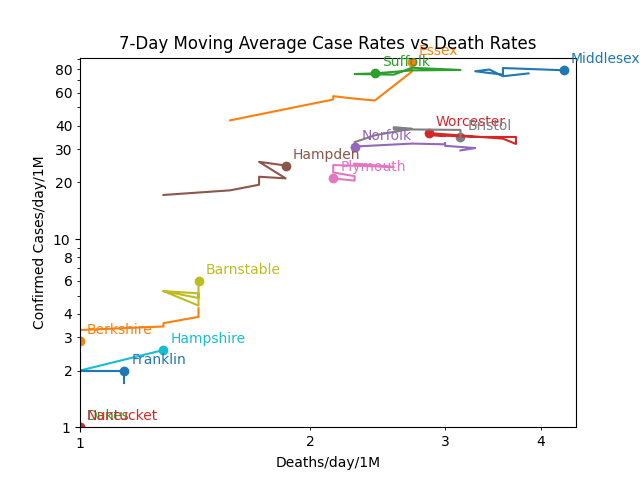 7-Day Moving Average Case Rates vs Death Rates
Essex
Suffolk
Middlesex
80
60
Worcester
Bristol
40
Norfolk
30
Hampden
Plymouth
20
Confirmed Cases/day/1M
10
8
Barnstable
6
4
Berkshire
3
Hampshire
Franklin
2
Nantucket
1
1
2
3
4
Deaths/day/1M